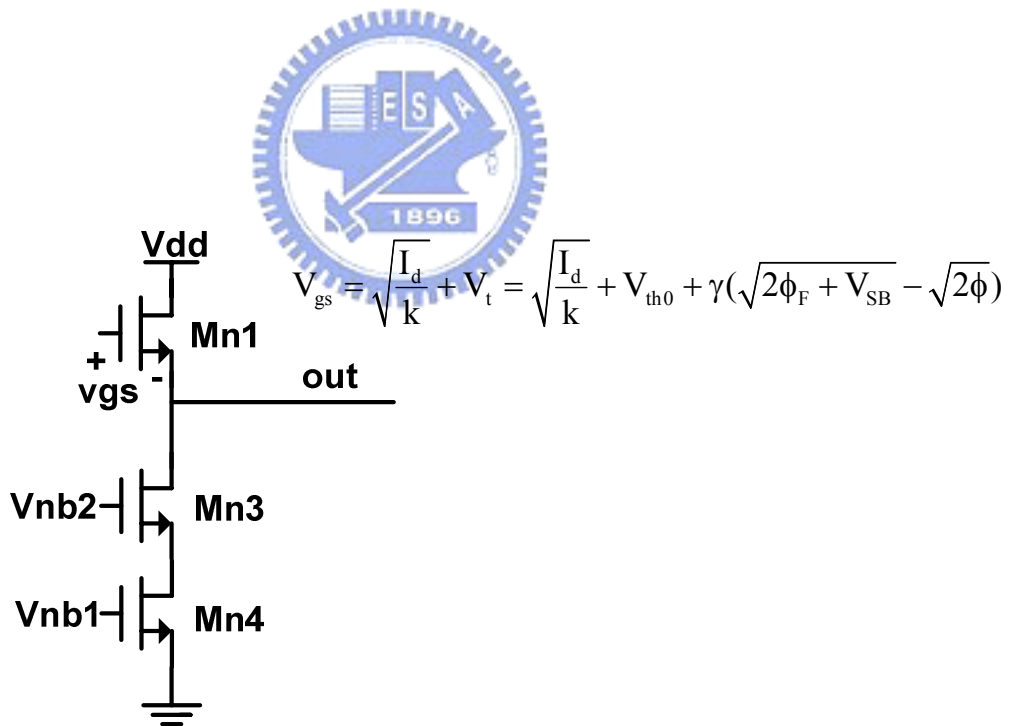 E S A
1896
Vdd
V_gs = √(I_d/k) + V_t = √(I_d/k) + V_th0 + γ(√(2ϕ_F + V_SB) − √(2ϕ))
Mn1
+
-
vgs
out
Vnb2
Mn3
Vnb1
Mn4